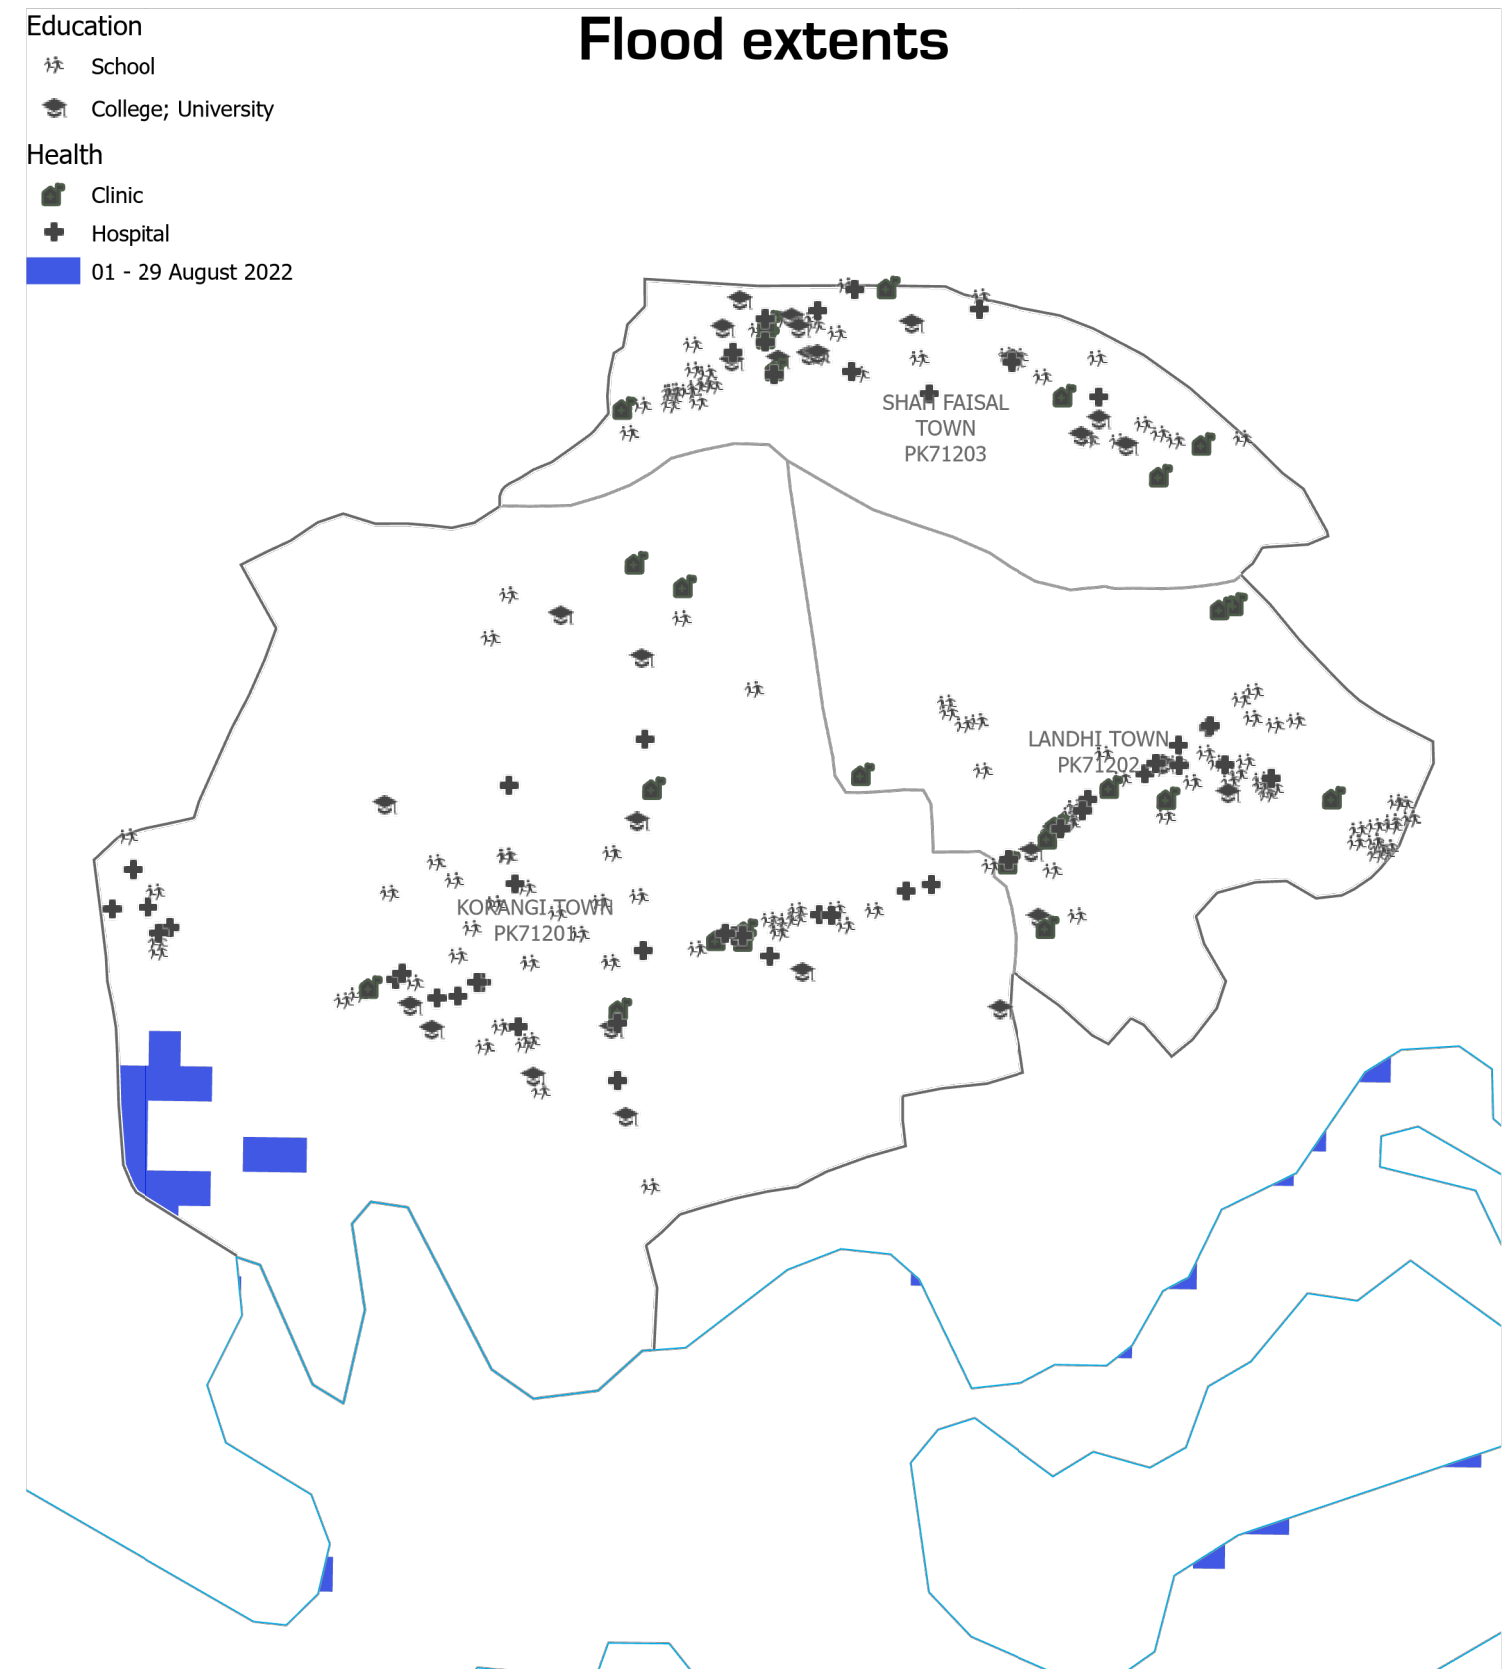 Flood extents
Education
School
College; University
Health
Clinic
Hospital
01 - 29 August 2022
SHAH FAISAL
TOWN
PK71203
LANDHI TOWN
PK71202
KORANGI TOWN
PK71201